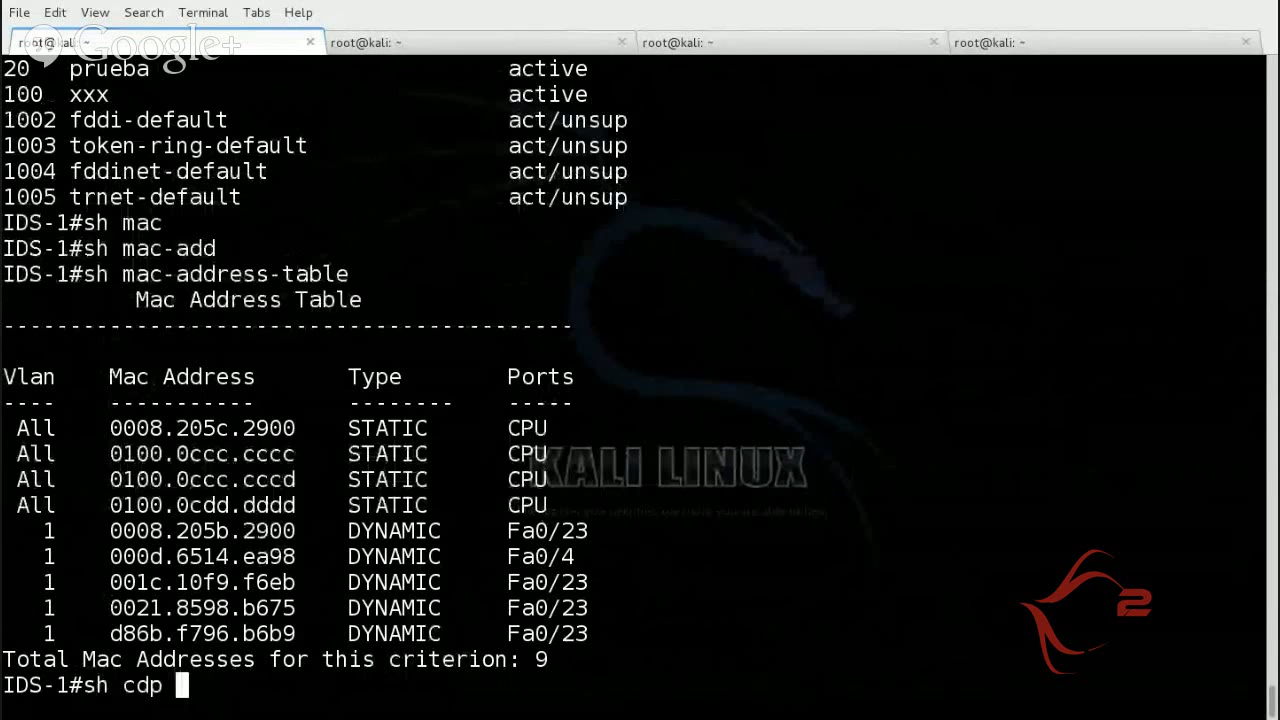 File Edit View Search Terminal Tabs Help
root@kali: ~ root@kali: ~ root@kali: ~ root@kali: ~
Google+
20 prueba active
100 xxx active
1002 fddi-default act/unsup
1003 token-ring-default act/unsup
1004 fddinet-default act/unsup
1005 trnet-default act/unsup
IDS-1#sh mac
IDS-1#sh mac-add
IDS-1#sh mac-address-table
Mac Address Table
-------------------------------------------
Vlan Mac Address Type Ports
---- ----------- -------- -----
All 0008.205c.2900 STATIC CPU
All 0100.0ccc.cccc STATIC CPU
All 0100.0ccc.cccd STATIC CPU
All 0100.0cdd.dddd STATIC CPU
1 0008.205b.2900 DYNAMIC Fa0/23
1 000d.6514.ea98 DYNAMIC Fa0/4
1 001c.10f9.f6eb DYNAMIC Fa0/23
1 0021.8598.b675 DYNAMIC Fa0/23
1 d86b.f796.b6b9 DYNAMIC Fa0/23
Total Mac Addresses for this criterion: 9
IDS-1#sh cdp
KALI LINUX
2